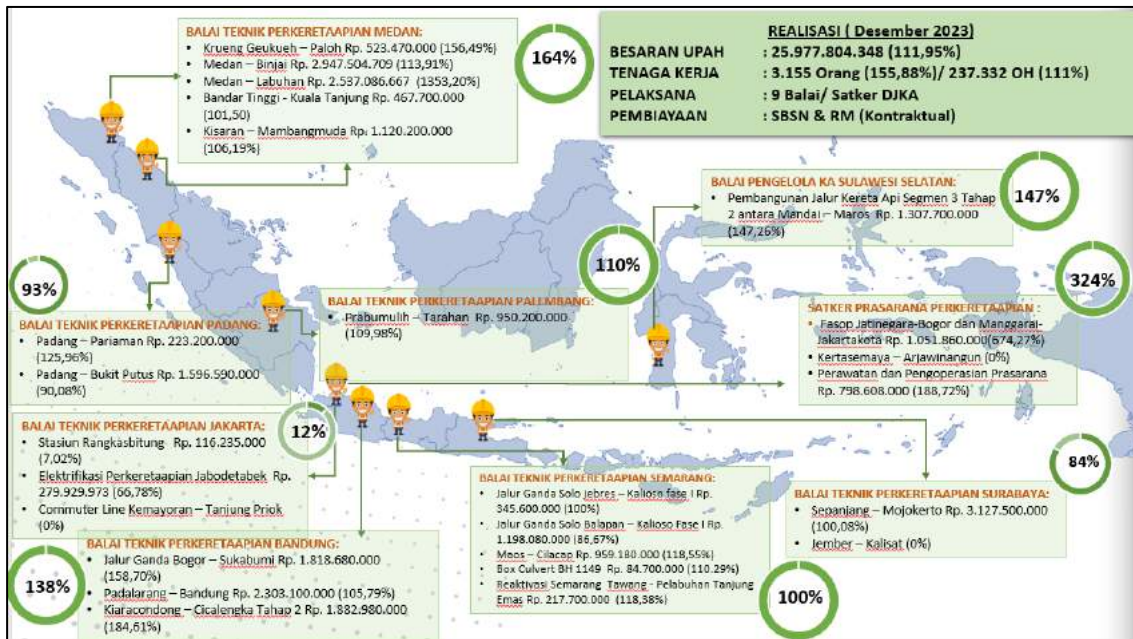 BALAI TEKNIK PERKERETAAPIAN MEDAN:
• Krueng Geukueh – Paloh Rp. 523.470.000 (156,49%)
• Medan – Binjai Rp. 2.947.504.709 (113,91%)
• Medan – Labuhan Rp. 2.537.086.667 (1353,20%)
• Bandar Tinggi - Kuala Tanjung Rp. 467.700.000
(101,50)
• Kisaran – Mambangmuda Rp. 1.120.200.000
(106,19%)
164%
REALISASI ( Desember 2023)
BESARAN UPAH : 25.977.804.348 (111,95%)
TENAGA KERJA : 3.155 Orang (155,88%)/ 237.332 OH (111%)
PELAKSANA : 9 Balai/ Satker DJKA
PEMBIAYAAN : SBSN & RM (Kontraktual)
BALAI PENGELOLA KA SULAWESI SELATAN:
• Pembangunan Jalur Kereta Api Segmen 3 Tahap
2 antara Mandai – Maros Rp. 1.307.700.000
(147,26%)
147%
93%
BALAI TEKNIK PERKERETAAPIAN PADANG:
• Padang – Pariaman Rp. 223.200.000
(125,96%)
• Padang – Bukit Putus Rp. 1.596.590.000
(90,08%)
110%
BALAI TEKNIK PERKERETAAPIAN PALEMBANG:
• Prabumulih – Tarahan Rp. 950.200.000
(109,98%)
324%
SATKER PRASARANA PERKERETAAPIAN :
• Fasop Jatinegara-Bogor dan Manggarai-
Jakartakota Rp. 1.051.860.000(674,27%)
• Kertasemaya – Arjawinangun (0%)
• Perawatan dan Pengoperasian Prasarana
Rp. 798.608.000 (188,72%)
BALAI TEKNIK PERKERETAAPIAN JAKARTA:
• Stasiun Rangkasbitung Rp. 116.235.000
(7,02%)
• Elektrifikasi Perkeretaapian Jabodetabek Rp.
279.929.973 (66,78%)
• Commuter Line Kemayoran – Tanjung Priok
(0%)
12%
BALAI TEKNIK PERKERETAAPIAN BANDUNG:
• Jalur Ganda Bogor – Sukabumi Rp. 1.818.680.000
(158,70%)
• Padalarang – Bandung Rp. 2.303.100.000 (105,79%)
• Kiaracondong – Cicalengka Tahap 2 Rp. 1.882.980.000
(184,61%)
138%
BALAI TEKNIK PERKERETAAPIAN SEMARANG:
• Jalur Ganda Solo Jebres – Kalioso fase I Rp.
345.600.000 (100%)
• Jalur Ganda Solo Balapan – Kalioso Fase I Rp.
1.198.080.000 (86,67%)
• Maos – Cilacap Rp. 959.180.000 (118,55%)
• Box Culvert BH 1149 Rp. 84.700.000 (110.29%)
• Reaktivasi Semarang Tawang - Pelabuhan Tanjung
Emas Rp. 217.700.000 (118,38%)
100%
84%
BALAI TEKNIK PERKERETAAPIAN SURABAYA:
• Sepanjang – Mojokerto Rp. 3.127.500.000
(100,08%)
• Jember – Kalisat (0%)